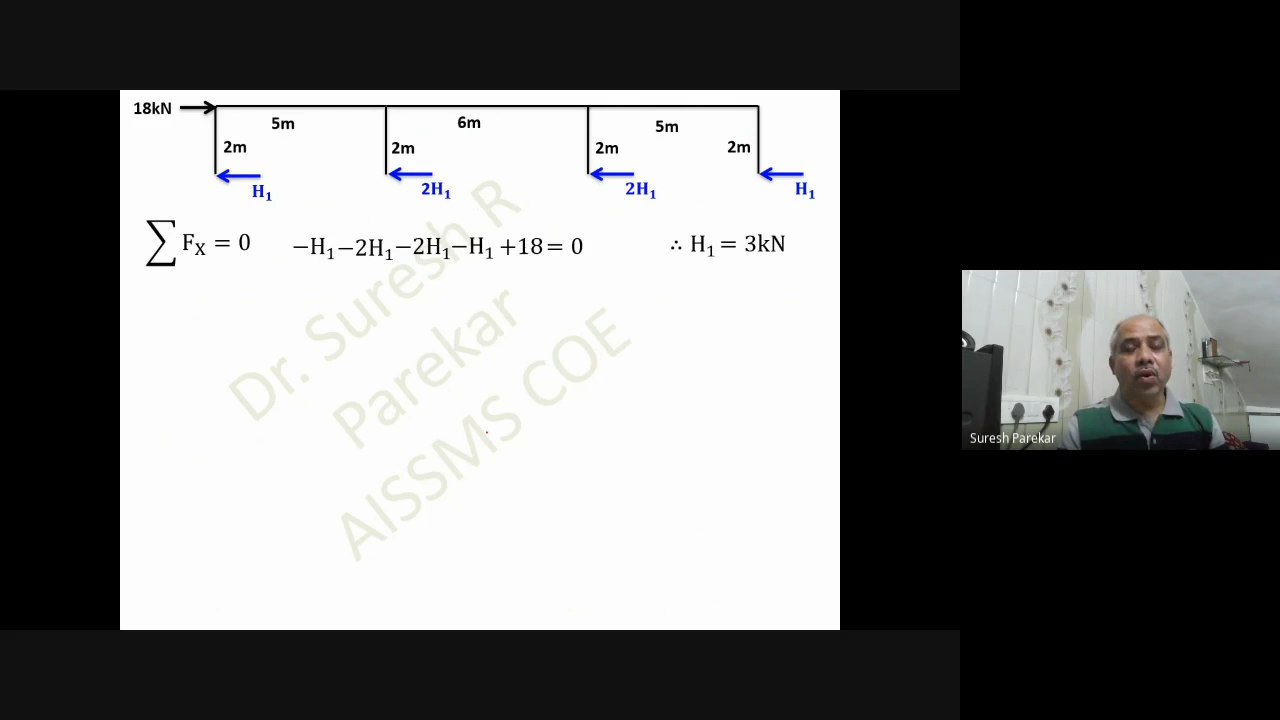 18kN
5m 6m 5m
2m 2m 2m 2m
H₁ 2H₁ 2H₁ H₁
∑ F_X = 0 −H₁−2H₁−2H₁−H₁+18=0 ∴ H₁ = 3kN
Dr. Suresh R
Parekar
AISSMS COE
Suresh Parekar